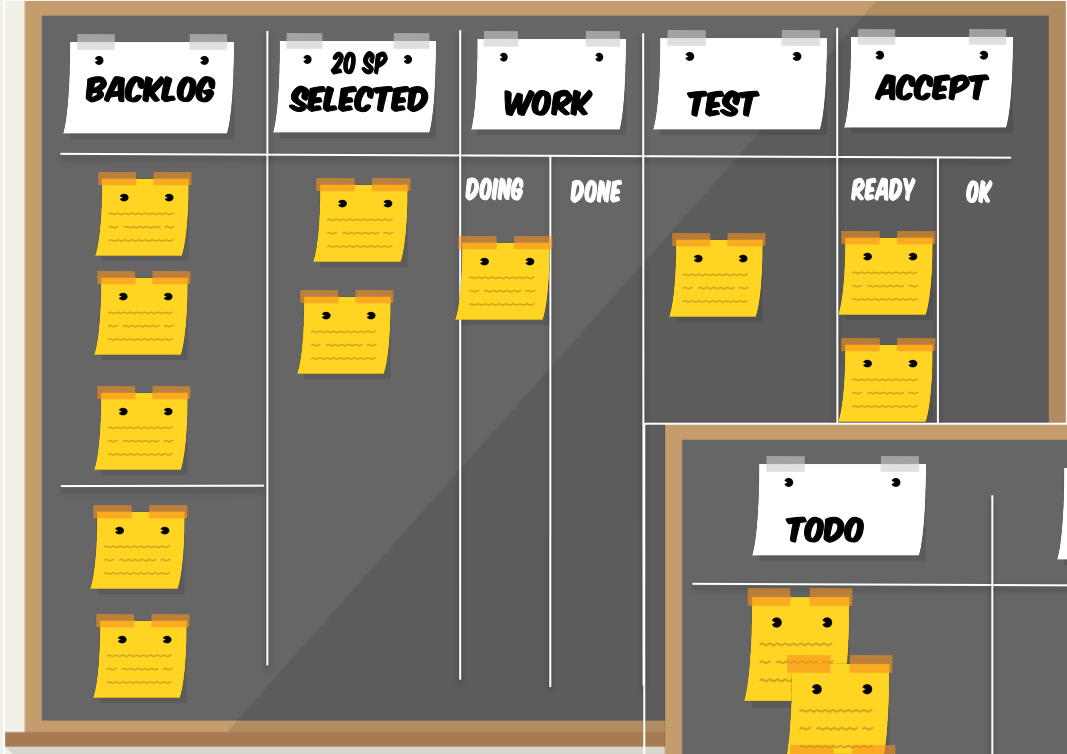 BACKLOG
20 SP
SELECTED
WORK
TEST
ACCEPT
DOING
DONE
READY
OK
TODO